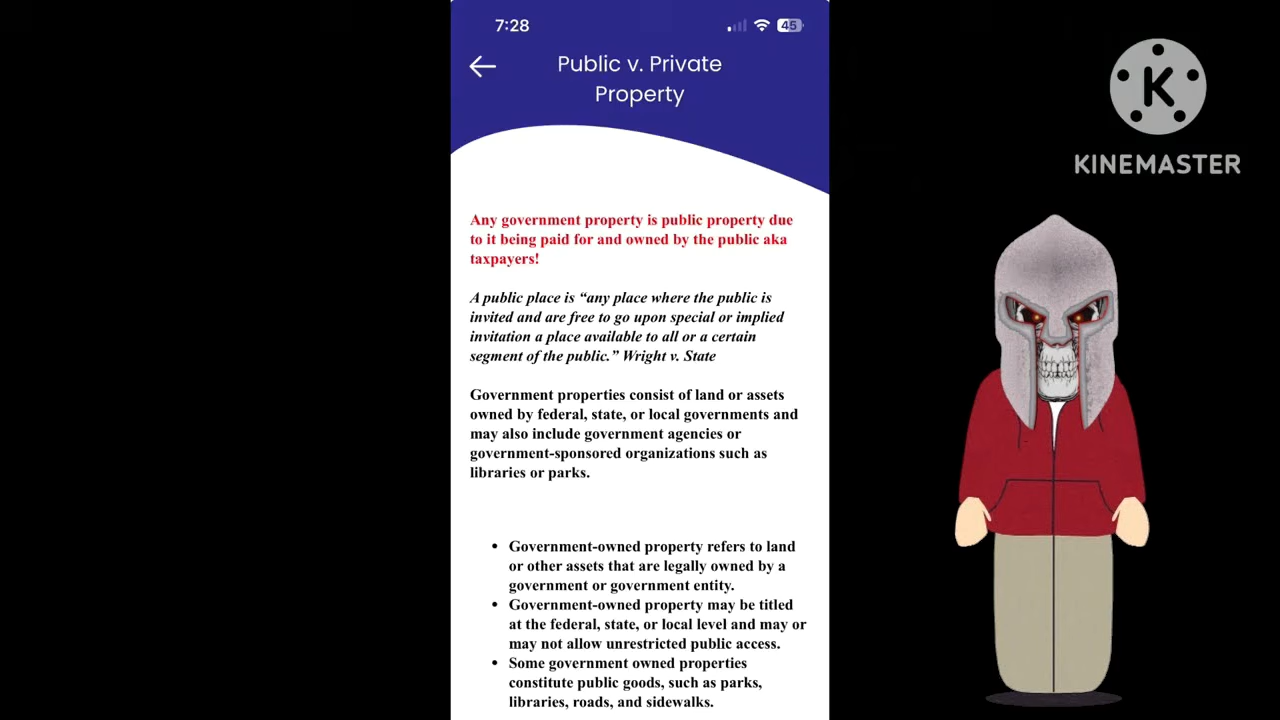 7:28
45
Public v. Private
Property
K
KINEMASTER
Any government property is public property due
to it being paid for and owned by the public aka
taxpayers!
A public place is “any place where the public is
invited and are free to go upon special or implied
invitation a place available to all or a certain
segment of the public.” Wright v. State
Government properties consist of land or assets
owned by federal, state, or local governments and
may also include government agencies or
government-sponsored organizations such as
libraries or parks.
• Government-owned property refers to land
or other assets that are legally owned by a
government or government entity.
• Government-owned property may be titled
at the federal, state, or local level and may or
may not allow unrestricted public access.
• Some government owned properties
constitute public goods, such as parks,
libraries, roads, and sidewalks.